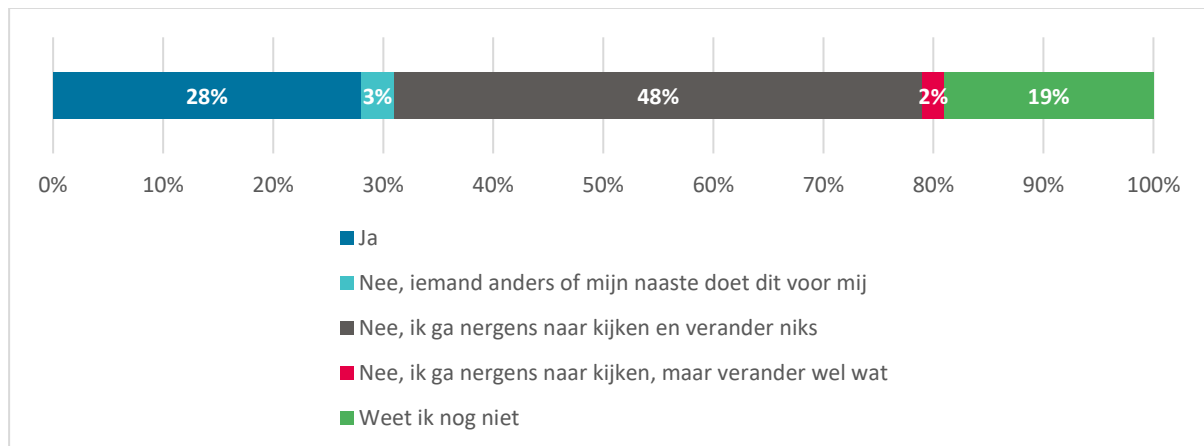 28% 3% 48% 2% 19%
0% 10% 20% 30% 40% 50% 60% 70% 80% 90% 100%
Ja
Nee, iemand anders of mijn naaste doet dit voor mij
Nee, ik ga nergens naar kijken en verander niks
Nee, ik ga nergens naar kijken, maar verander wel wat
Weet ik nog niet